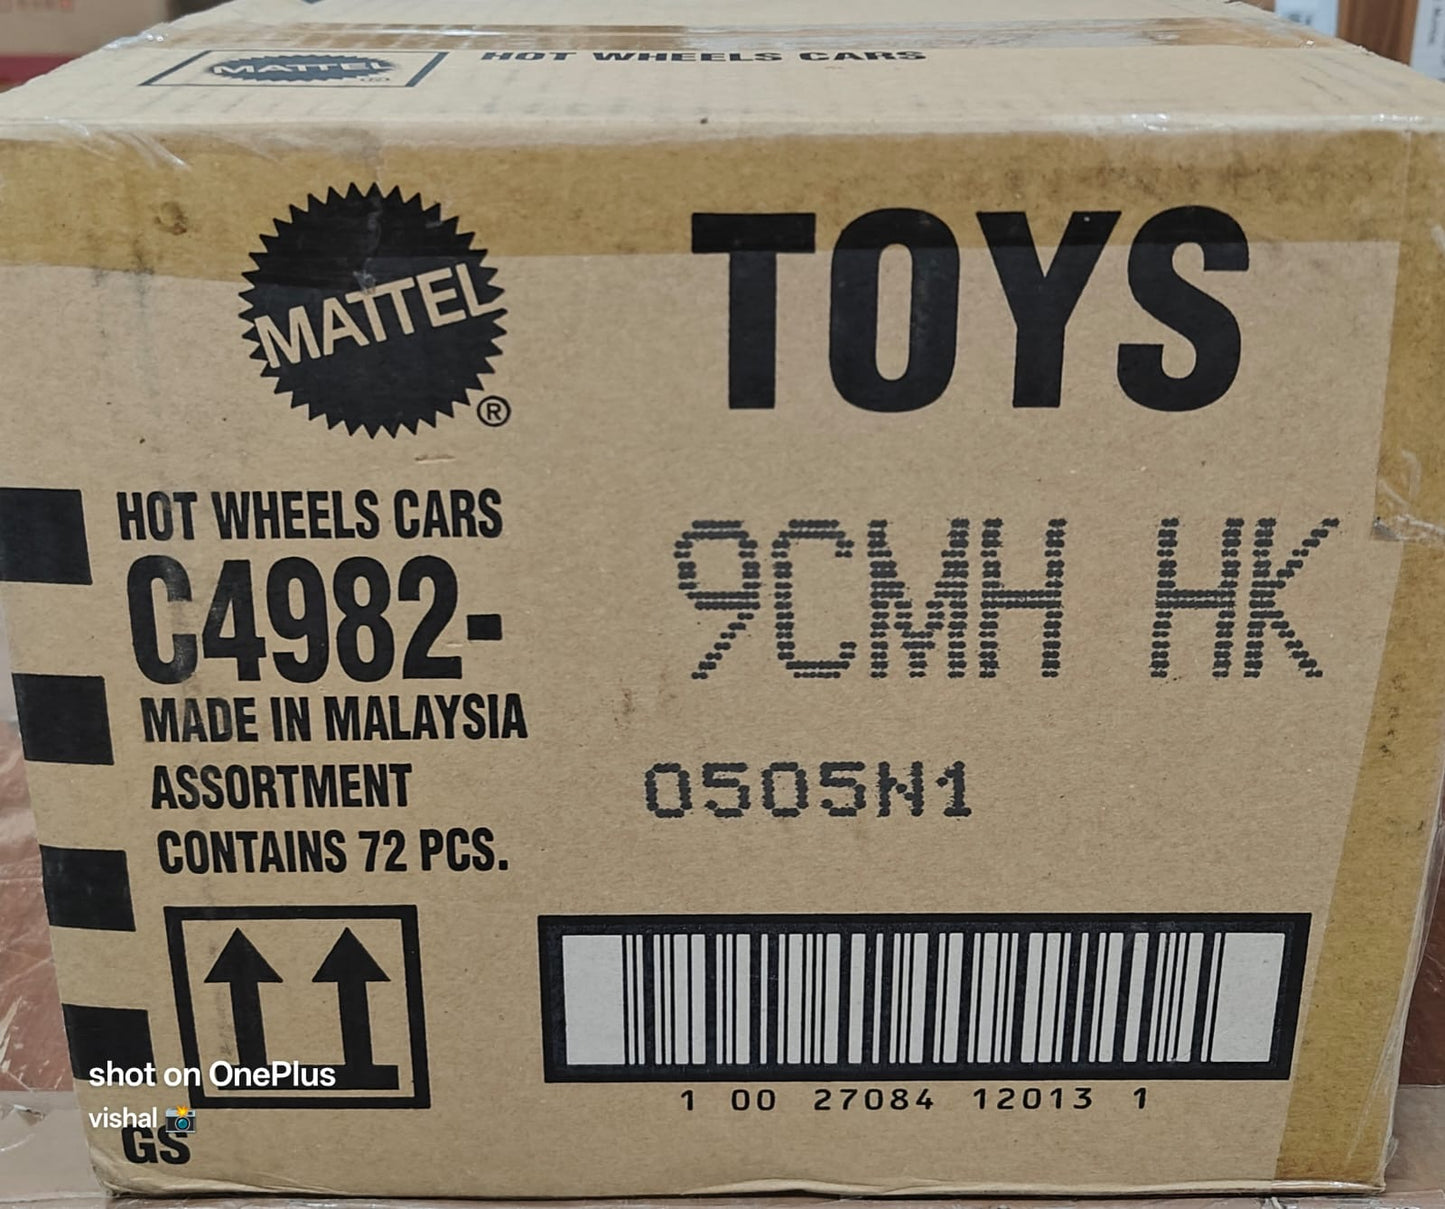 MATTEL ®
HOT WHEELS CARS
MATTEL ®
TOYS
HOT WHEELS CARS
C4982-
MADE IN MALAYSIA
ASSORTMENT
CONTAINS 72 PCS.
9CMH HK
0505N1
1 00 27084 12013 1
shot on OnePlus
vishal 📸
GS